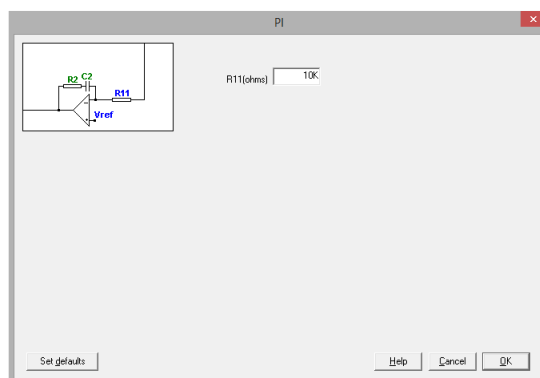 PI
R2 C2
R11
Vref
R11(ohms) 10K
Set defaults
Help Cancel OK